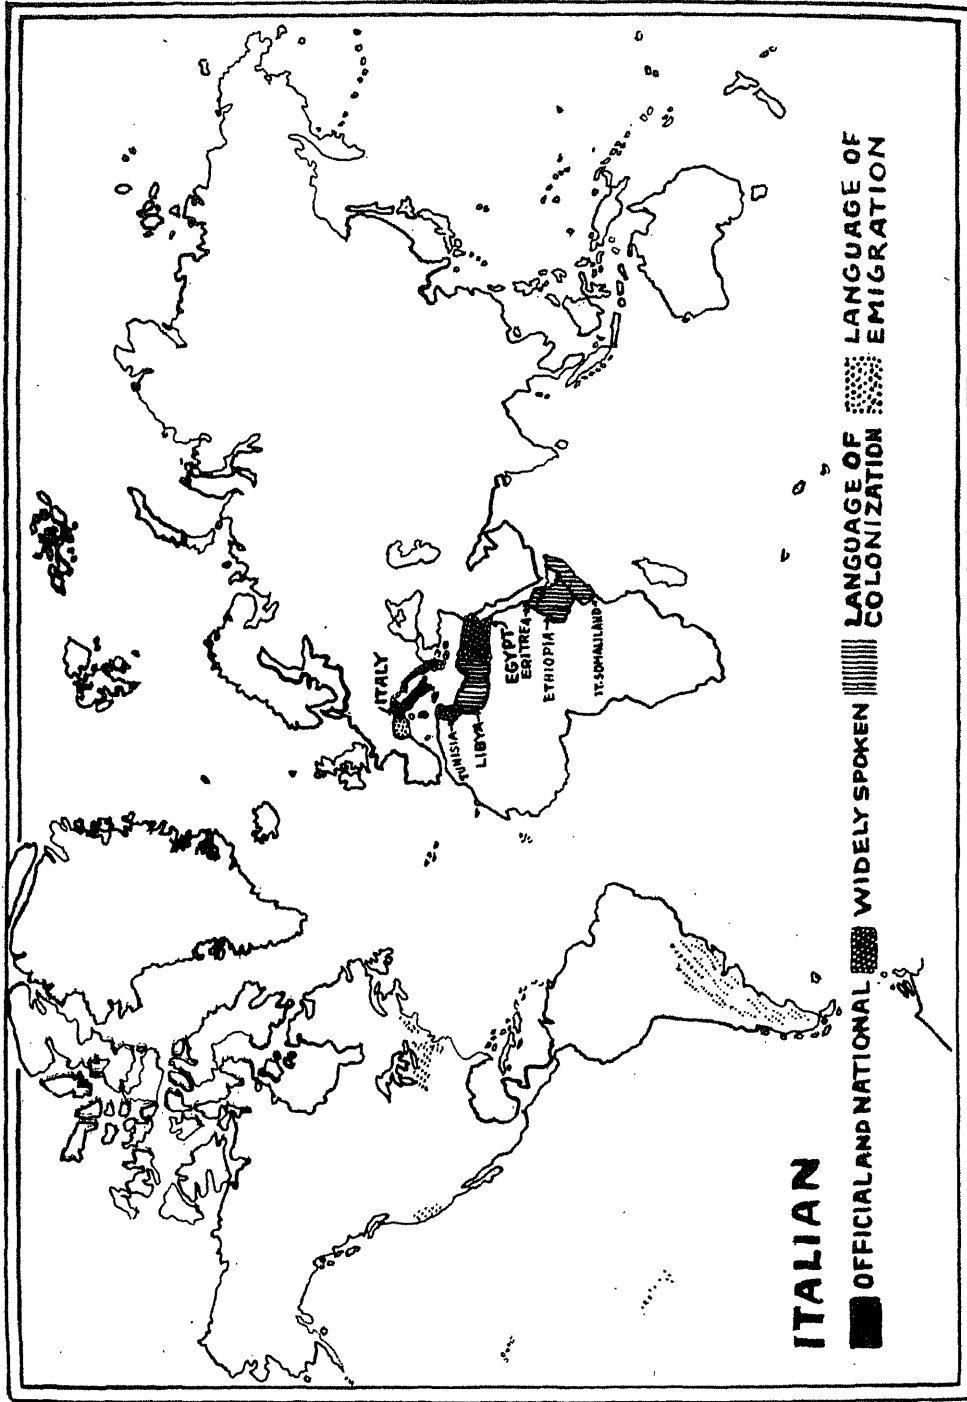 ITALY
TUNISIA
LIBYA
EGYPT
ERITREA
ETHIOPIA
IT. SOMALILAND
ITALIAN
OFFICIAL AND NATIONAL
WIDELY SPOKEN
LANGUAGE OF
COLONIZATION
LANGUAGE OF
EMIGRATION